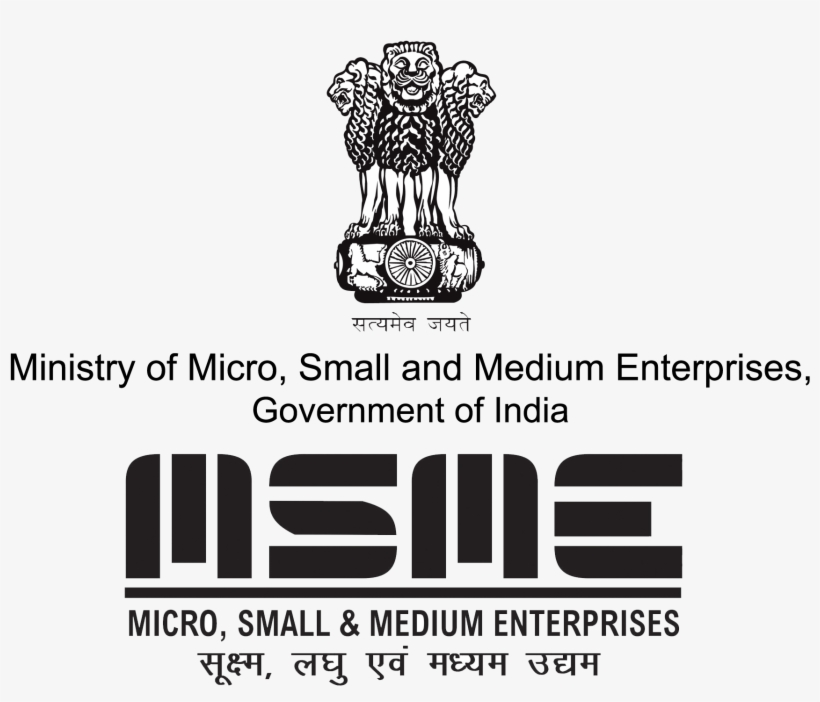 सत्यमेव जयते
Ministry of Micro, Small and Medium Enterprises,
Government of India
MSME
MICRO, SMALL & MEDIUM ENTERPRISES
सूक्ष्म, लघु एवं मध्यम उद्यम